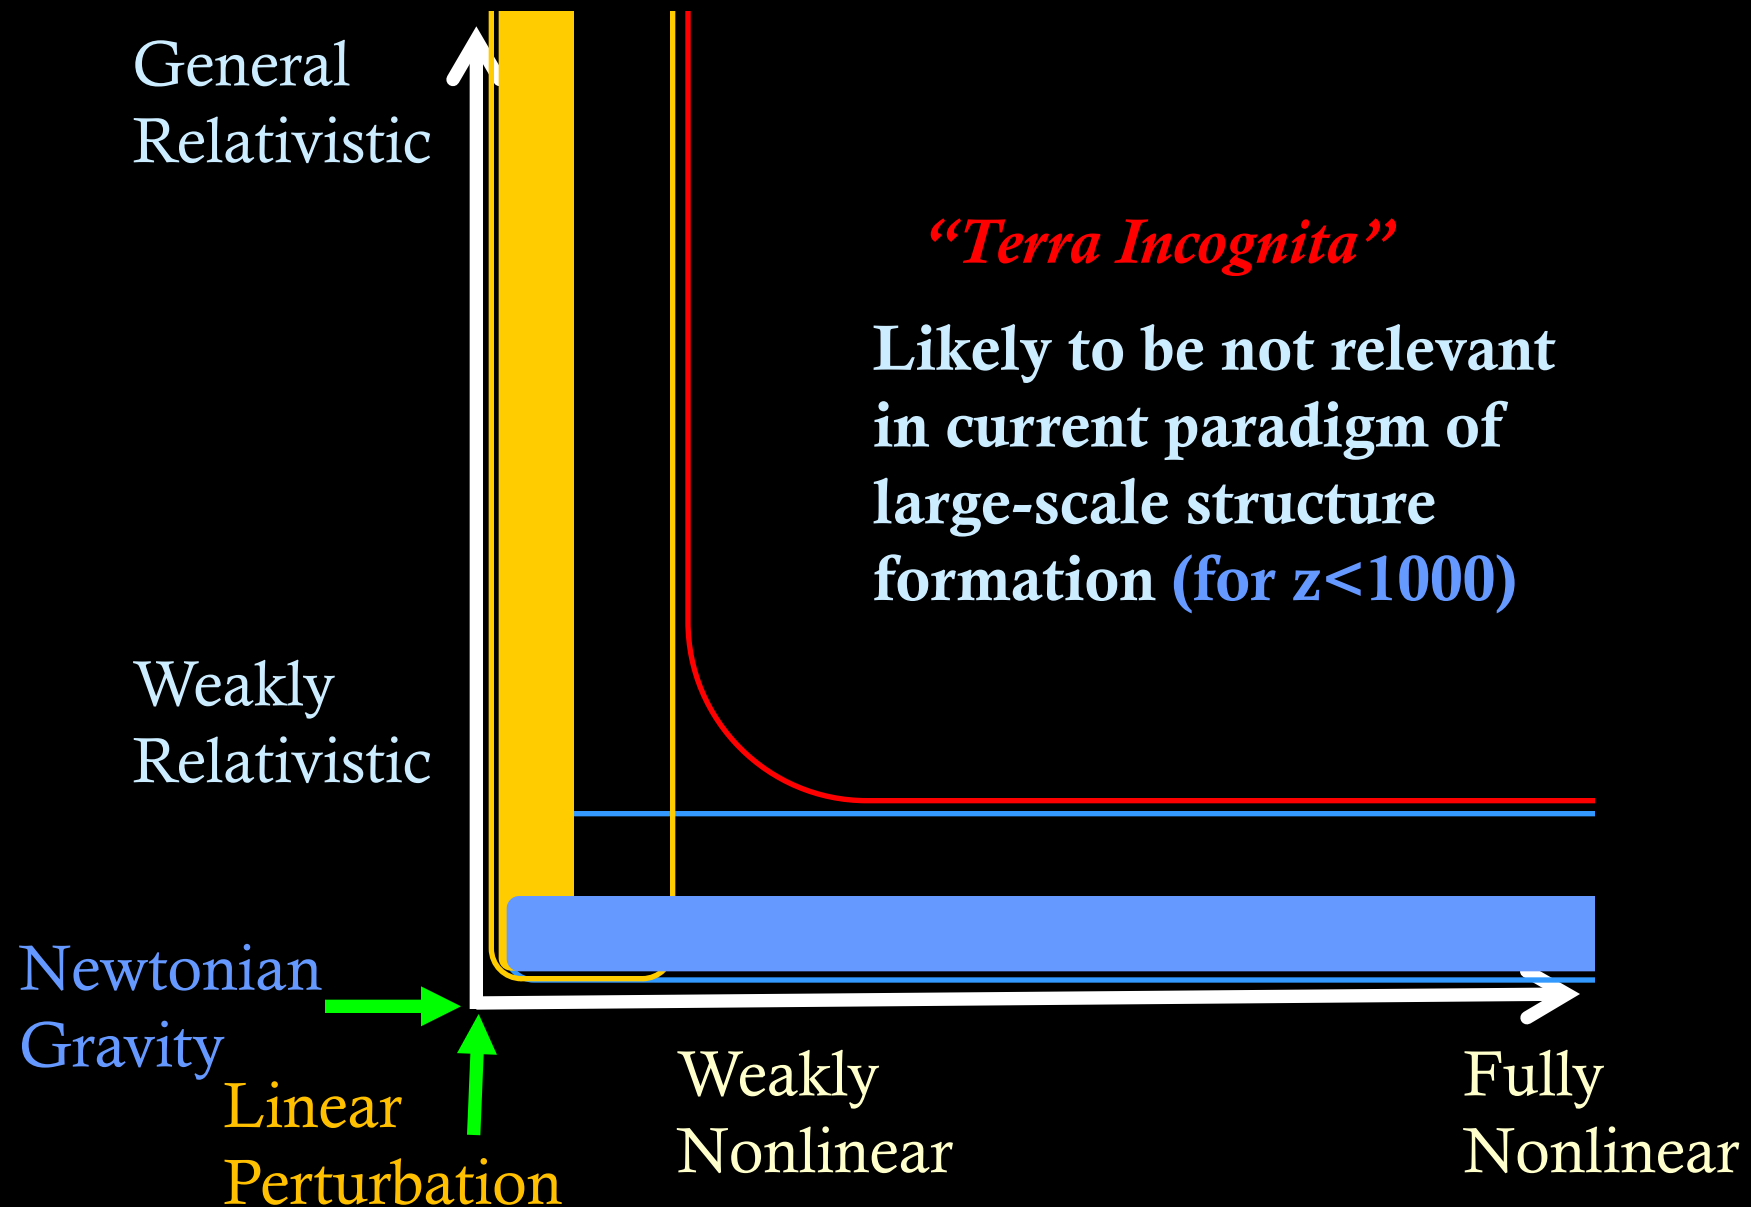 General
Relativistic
“Terra Incognita”
Likely to be not relevant
in current paradigm of
large-scale structure
formation (for z<1000)
Weakly
Relativistic
Newtonian
Gravity
Linear
Perturbation
Weakly
Nonlinear
Fully
Nonlinear